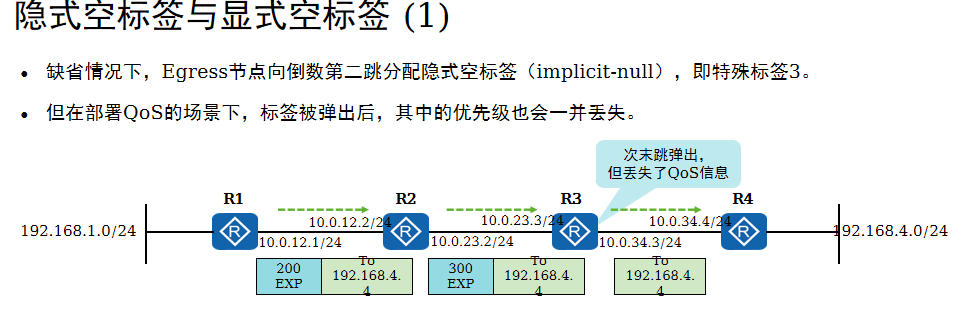 隐式空标签与显式空标签 (1)
• 缺省情况下，Egress节点向倒数第二跳分配隐式空标签（implicit-null），即特殊标签3。
• 但在部署QoS的场景下，标签被弹出后，其中的优先级也会一并丢失。
次末跳弹出，
但丢失了QoS信息
R1
R2
R3
R4
10.0.12.2/24
10.0.23.3/24
10.0.34.4/24
192.168.1.0/24
R
R
R
R
192.168.4.0/24
10.0.12.1/24
10.0.23.2/24
10.0.34.3/24
200
EXP
To
192.168.4.
4
300
EXP
To
192.168.4.
4
To
192.168.4.
4